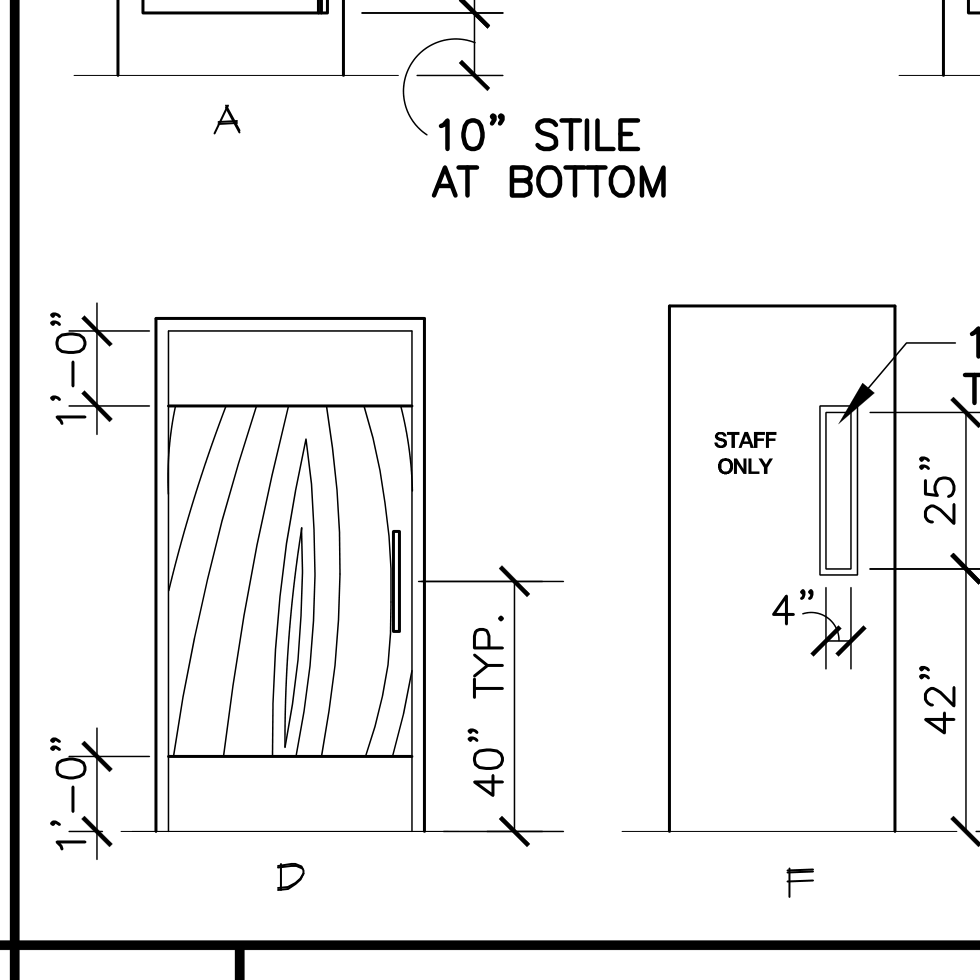 A
10” STILE
AT BOTTOM
1’-0”
STAFF
ONLY
25”
4”
40” TYP.
42”
1’-0”
D
F